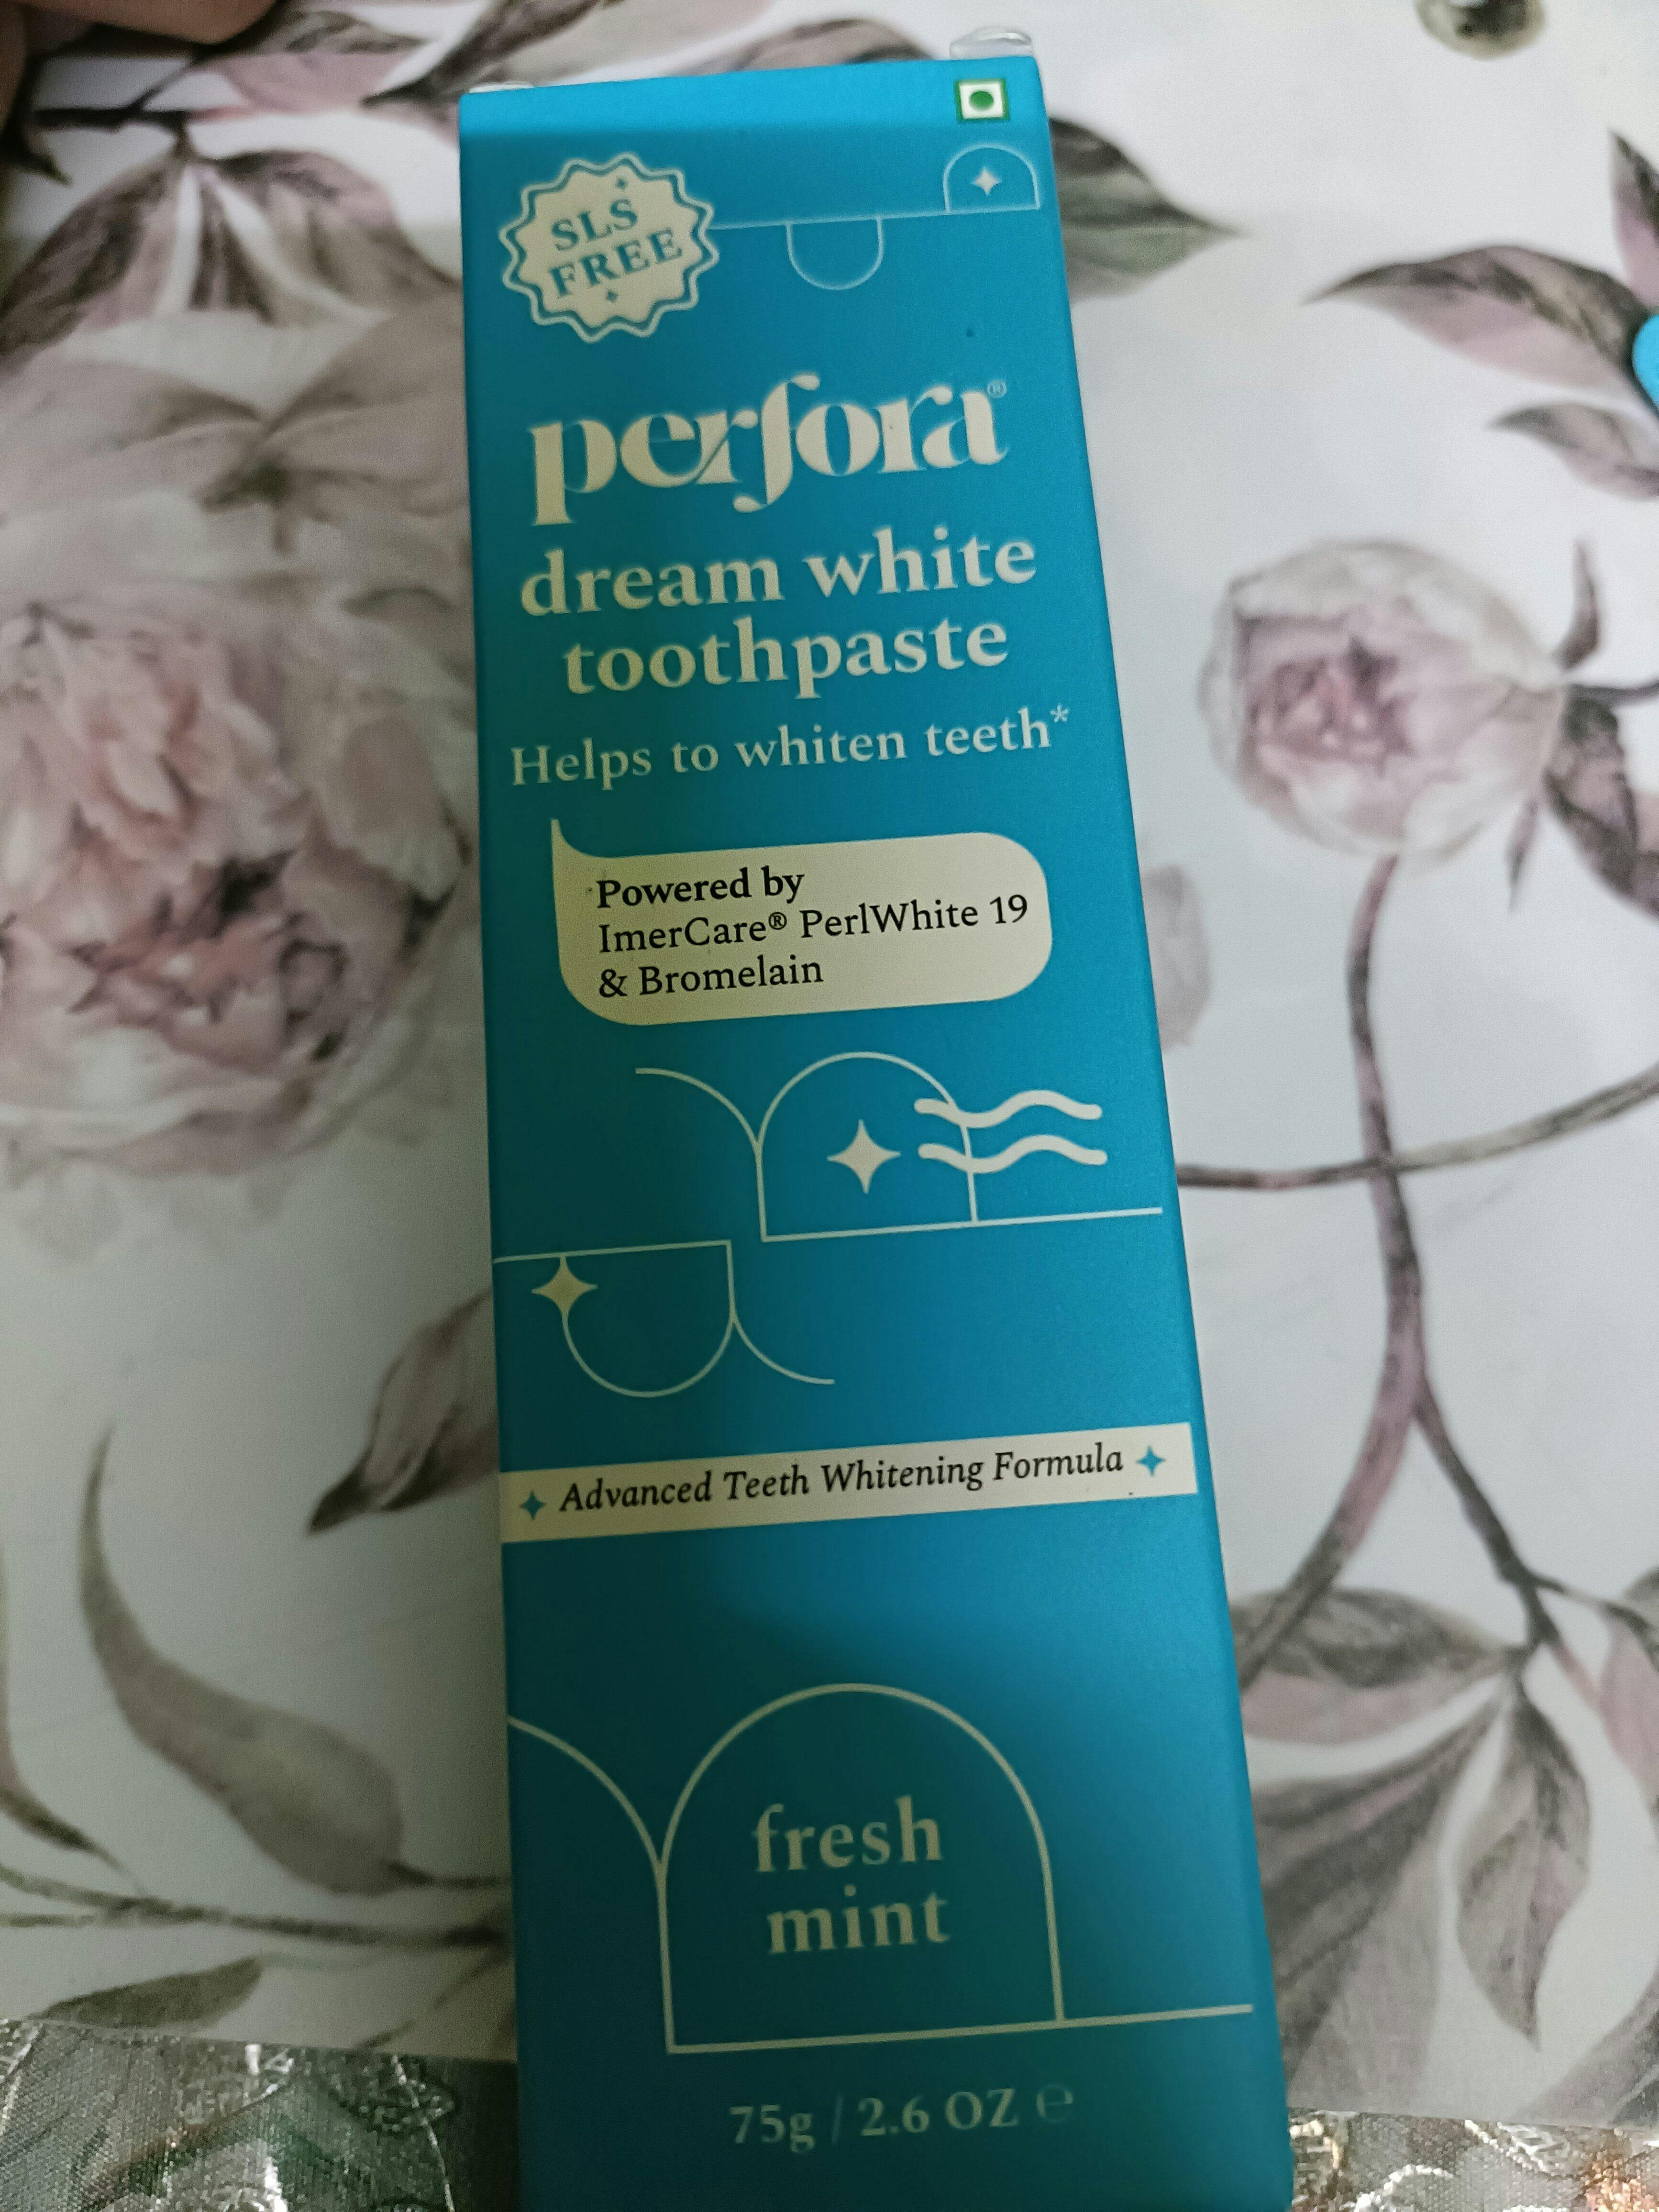 SLS
FREE
perfora®
dream white
toothpaste
Helps to whiten teeth*
Powered by
ImerCare® PerlWhite 19
& Bromelain
Advanced Teeth Whitening Formula
fresh
mint
75g / 2.6 OZ ℮